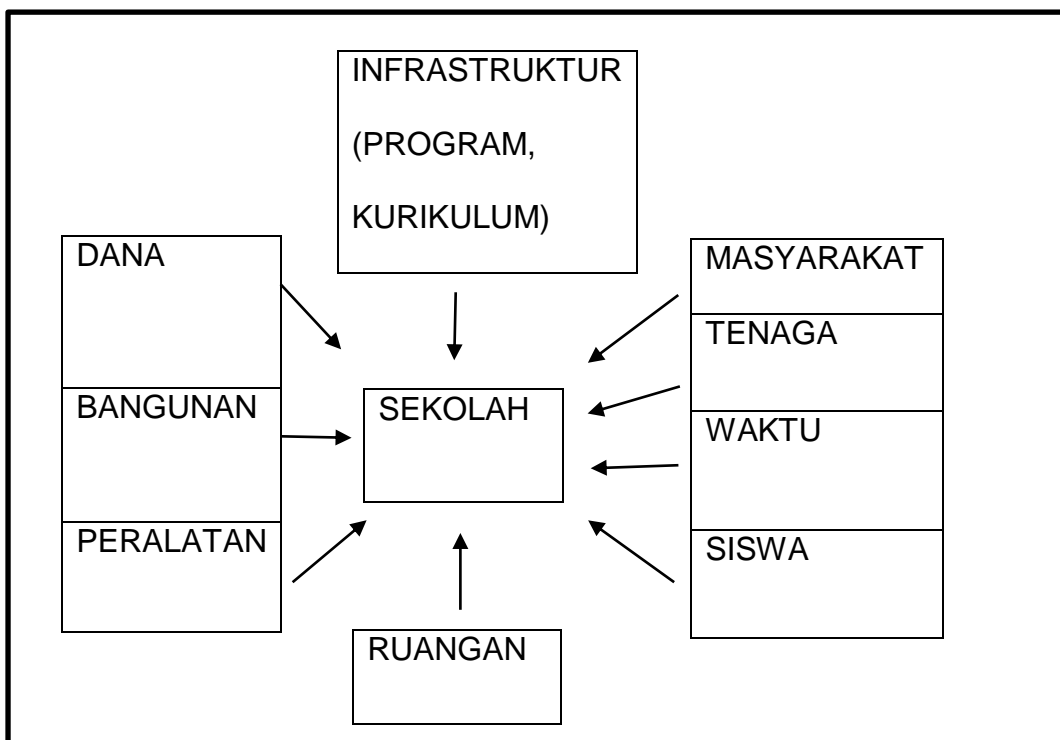 INFRASTRUKTUR
(PROGRAM,
KURIKULUM)
DANA
BANGUNAN
PERALATAN
SEKOLAH
RUANGAN
MASYARAKAT
TENAGA
WAKTU
SISWA